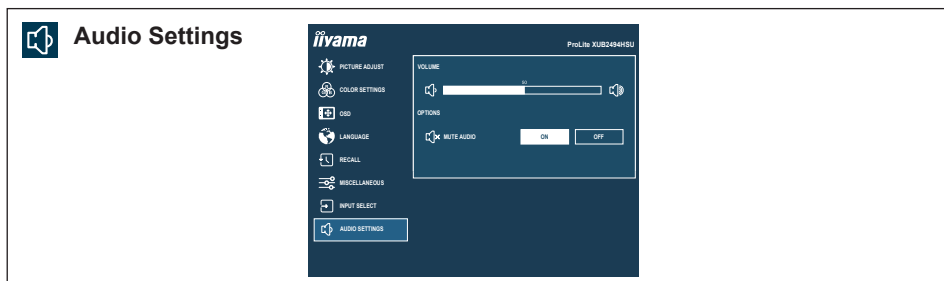 Audio Settings
iiyama
ProLite XUB2494HSU
PICTURE ADJUST
COLOR SETTINGS
OSD
LANGUAGE
RECALL
MISCELLANEOUS
INPUT SELECT
AUDIO SETTINGS
VOLUME
50
OPTIONS
MUTE AUDIO ON OFF